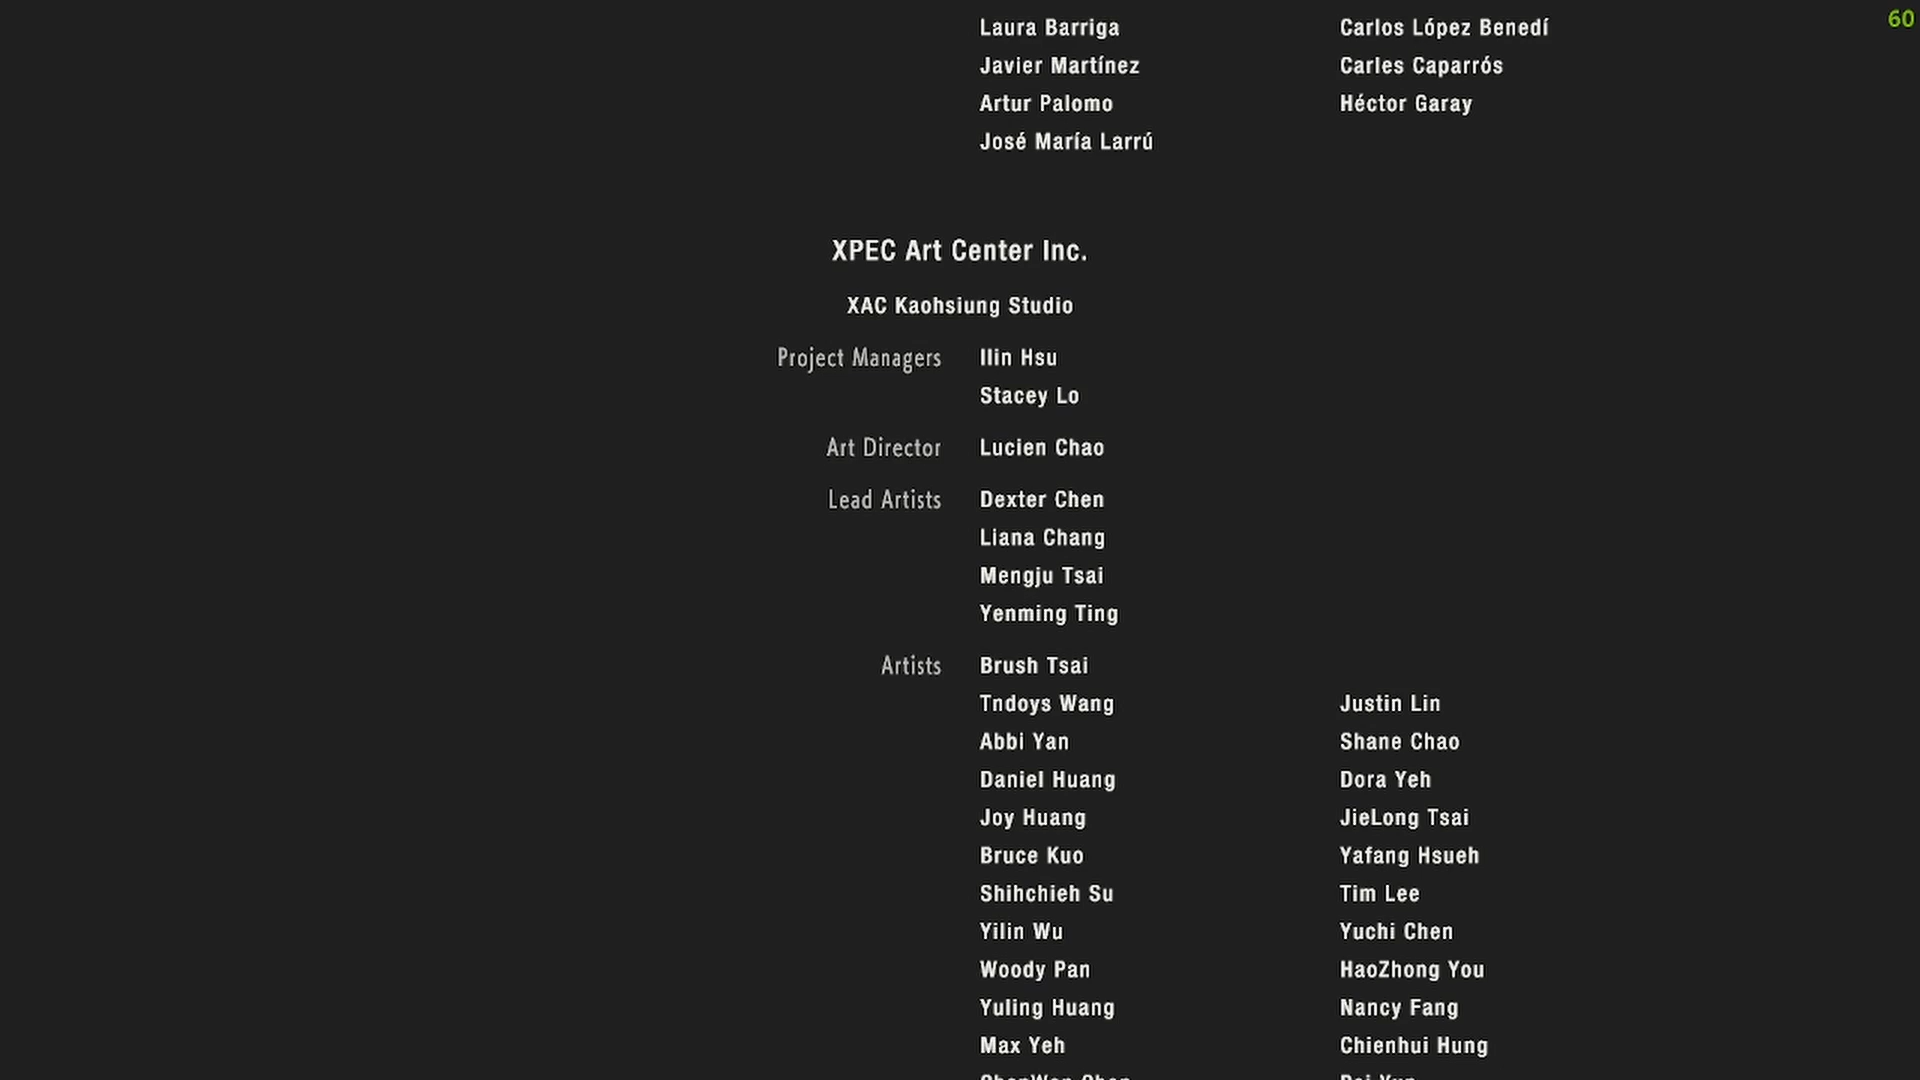 60
Laura Barriga Carlos López Benedí
Javier Martínez Carles Caparrós
Artur Palomo Héctor Garay
José María Larrú
XPEC Art Center Inc.
XAC Kaohsiung Studio
Project Managers Ilin Hsu
Stacey Lo
Art Director Lucien Chao
Lead Artists Dexter Chen
Liana Chang
Mengju Tsai
Yenming Ting
Artists Brush Tsai
Tndoys Wang Justin Lin
Abbi Yan Shane Chao
Daniel Huang Dora Yeh
Joy Huang JieLong Tsai
Bruce Kuo Yafang Hsueh
Shihchieh Su Tim Lee
Yilin Wu Yuchi Chen
Woody Pan HaoZhong You
Yuling Huang Nancy Fang
Max Yeh Chienhui Hung